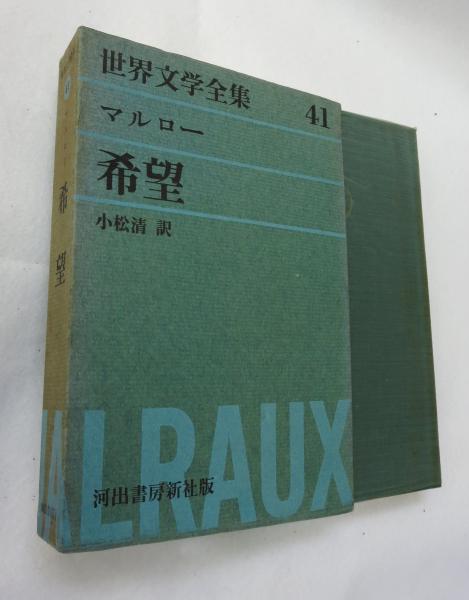 世界文学全集 41
マルロー
希望
小松清 訳
ALRAUX
河出書房新社版
希望